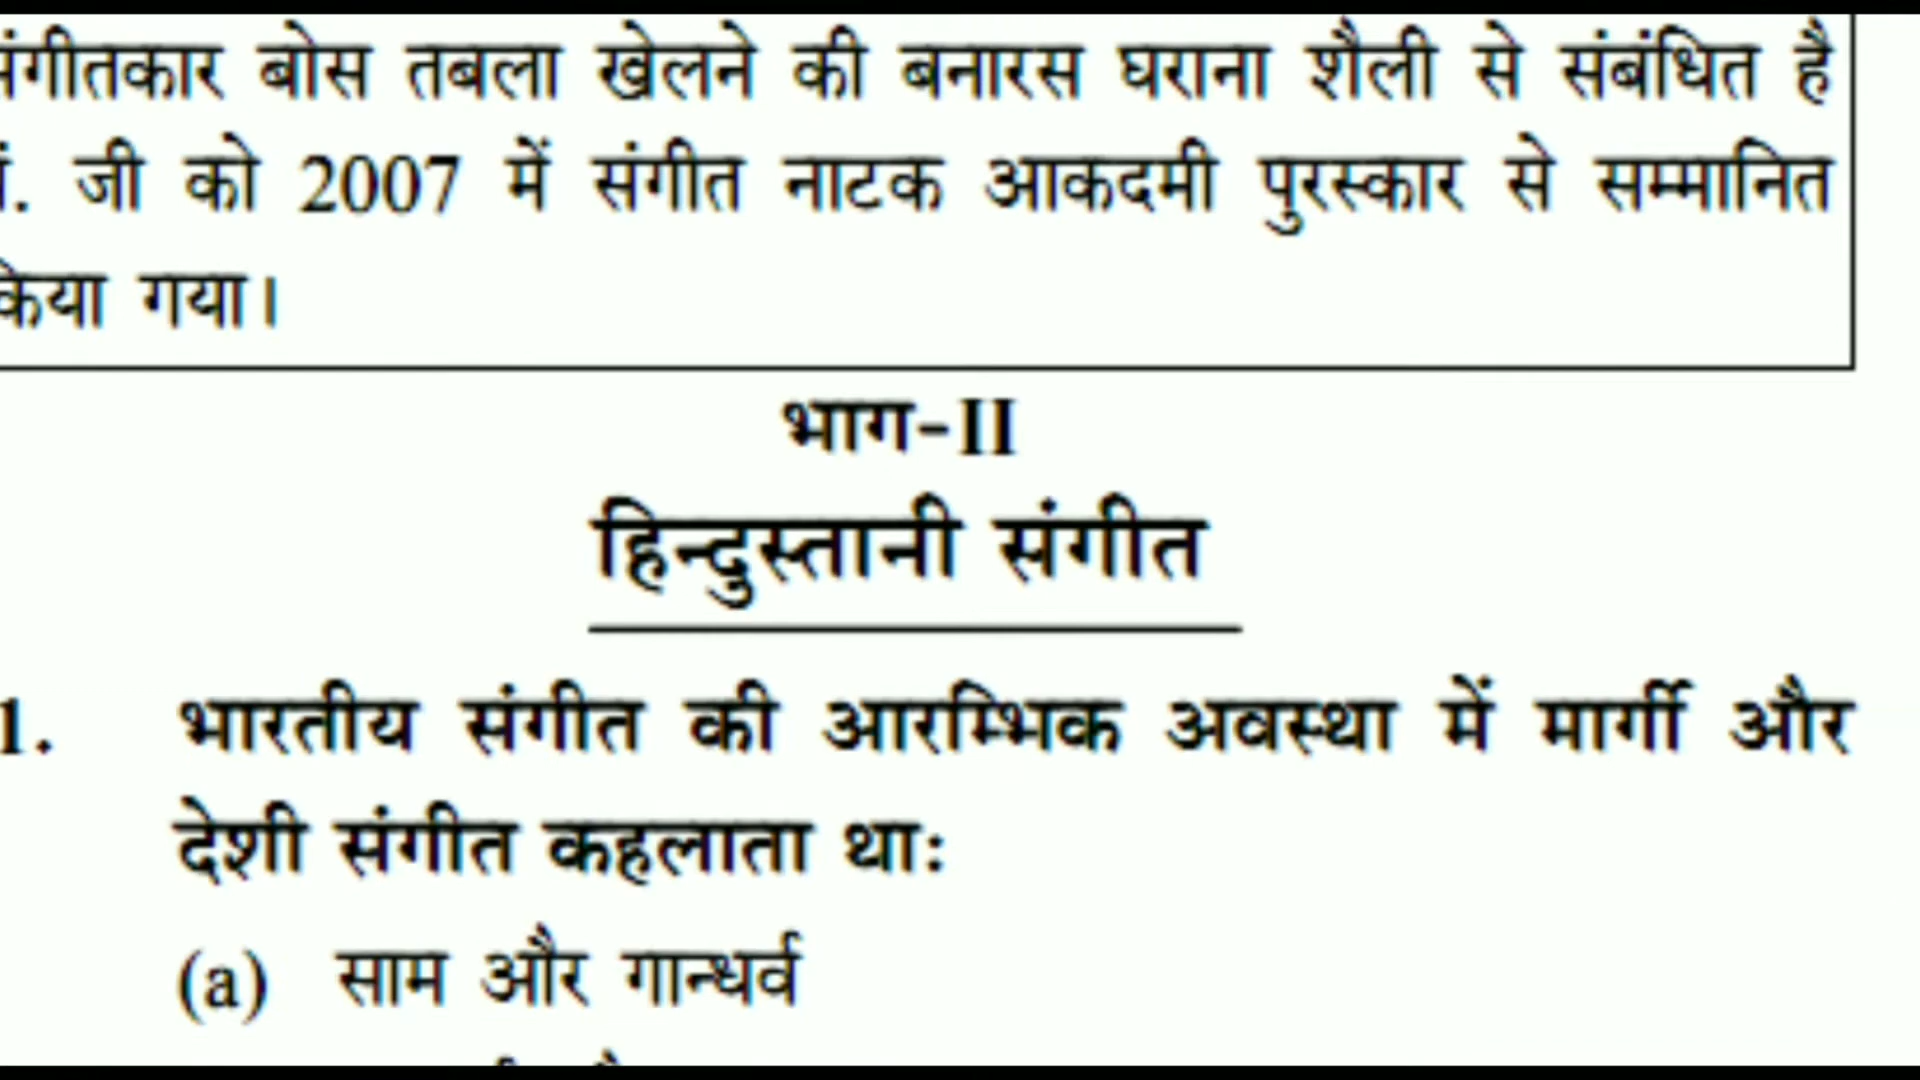 संगीतकार बोस तबला खेलने की बनारस घराना शैली से संबंधित है
जी को 2007 में संगीत नाटक आकदमी पुरस्कार से सम्मानित
किया गया।
भाग-II
हिन्दुस्तानी संगीत
1. भारतीय संगीत की आरम्भिक अवस्था में मार्गी और
देशी संगीत कहलाता थाः
(a) साम और गान्धर्व